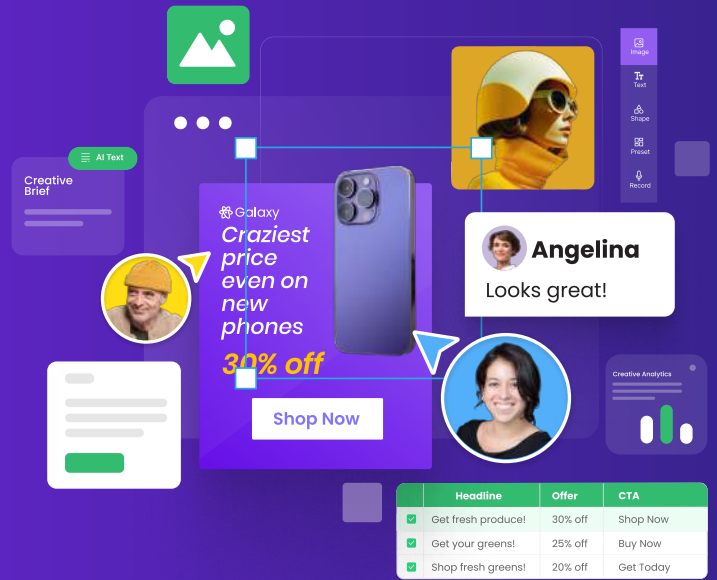 Image
Text
Shape
Preset
Record
AI Text
Creative
Brief
Galaxy
Craziest
price
even on
new
phones
30% off
Shop Now
Angelina
Looks great!
Creative Analytics
Headline Offer CTA
Get fresh produce! 30% off Shop Now
Get your greens! 25% off Buy Now
Shop fresh greens! 20% off Get Today